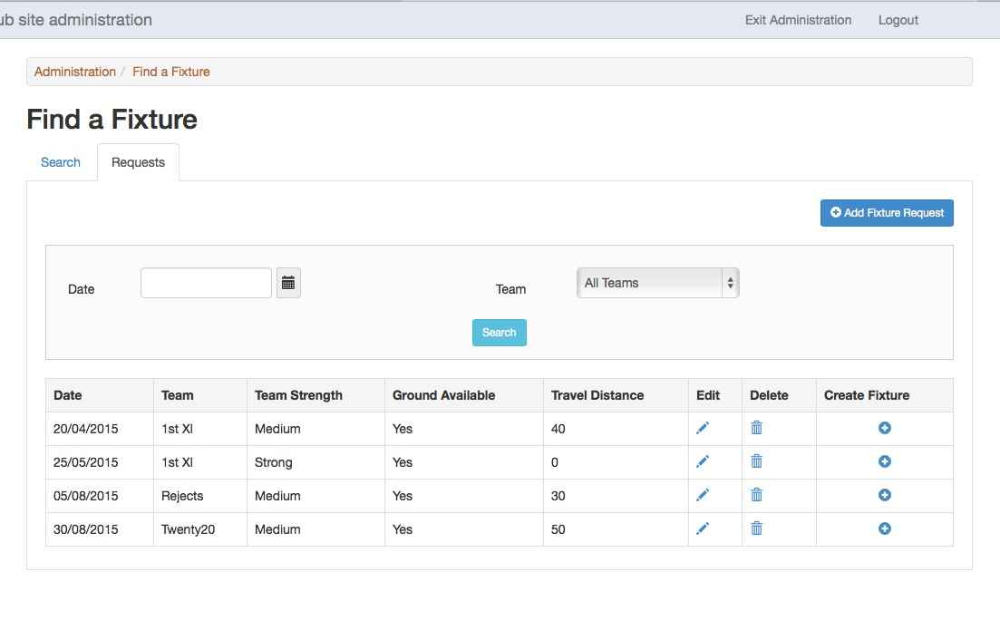 ub site administration Exit Administration Logout
Administration / Find a Fixture
Find a Fixture
Search Requests
Add Fixture Request
Date Team All Teams
Search
Date Team Team Strength Ground Available Travel Distance Edit Delete Create Fixture
20/04/2015 1st XI Medium Yes 40
25/05/2015 1st XI Strong Yes 0
05/08/2015 Rejects Medium Yes 30
30/08/2015 Twenty20 Medium Yes 50